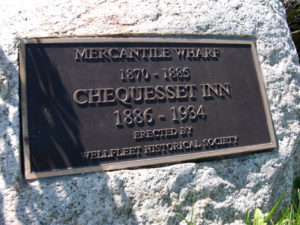 MERCANTILE WHARF
1870 - 1885
CHEQUESSET INN
1886 - 1934
ERECTED BY
WELLFLEET HISTORICAL SOCIETY